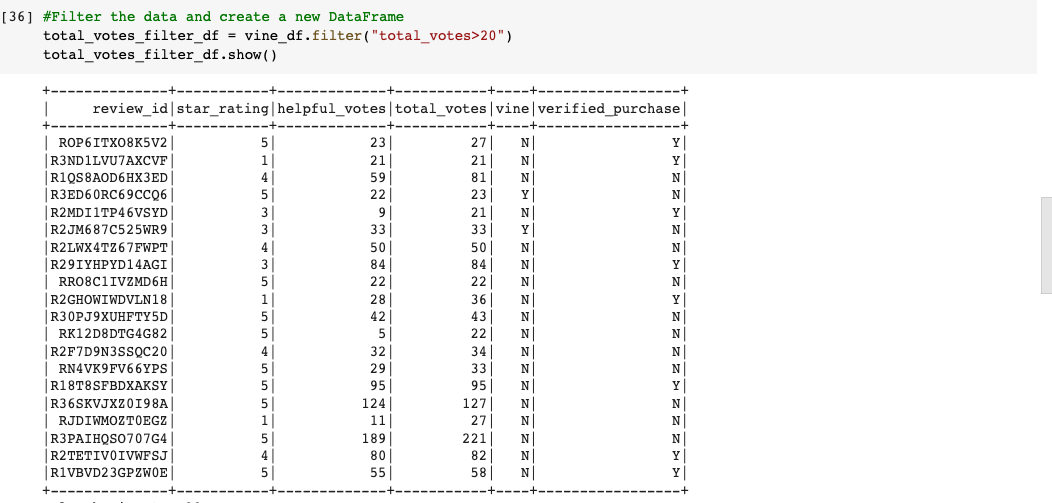 [36] #Filter the data and create a new DataFrame
total_votes_filter_df = vine_df.filter("total_votes>20")
total_votes_filter_df.show()
+--------------+-----------+-------------+-----------+----+-----------------+
|     review_id|star_rating|helpful_votes|total_votes|vine|verified_purchase|
+--------------+-----------+-------------+-----------+----+-----------------+
| ROP6ITXO8K5V2|          5|           23|         27|   N|                Y|
|R3ND1LVU7AXCVF|          1|           21|         21|   N|                Y|
|R1QS8AOD6HX3ED|          4|           59|         81|   N|                N|
|R3ED60RC69CCQ6|          5|           22|         23|   Y|                N|
|R2MDI1TP46VSYD|          3|            9|         21|   N|                Y|
|R2JM687C525WR9|          3|           33|         33|   Y|                N|
|R2LWX4TZ67FWPT|          4|           50|         50|   N|                N|
|R29IYHPYD14AGI|          3|           84|         84|   N|                Y|
| RRO8C1IVZMD6H|          5|           22|         22|   N|                N|
|R2GHOWIWDVLN18|          1|           28|         36|   N|                Y|
|R30PJ9XUHFTY5D|          5|           42|         43|   N|                N|
| RK12D8DTG4G82|          5|            5|         22|   N|                N|
|R2F7D9N3SSQC20|          4|           32|         34|   N|                N|
| RN4VK9FV66YPS|          5|           29|         33|   N|                N|
|R18T8SFBDXAKSY|          5|           95|         95|   N|                Y|
|R36SKVJXZ0I98A|          5|          124|        127|   N|                N|
| RJDIWMOZT0EGZ|          1|           11|         27|   N|                N|
|R3PAIHQSO707G4|          5|          189|        221|   N|                N|
|R2TETIV0IVWFSJ|          4|           80|         82|   N|                Y|
|R1VBVD23GPZW0E|          5|           55|         58|   N|                Y|
+--------------+-----------+-------------+-----------+----+-----------------+